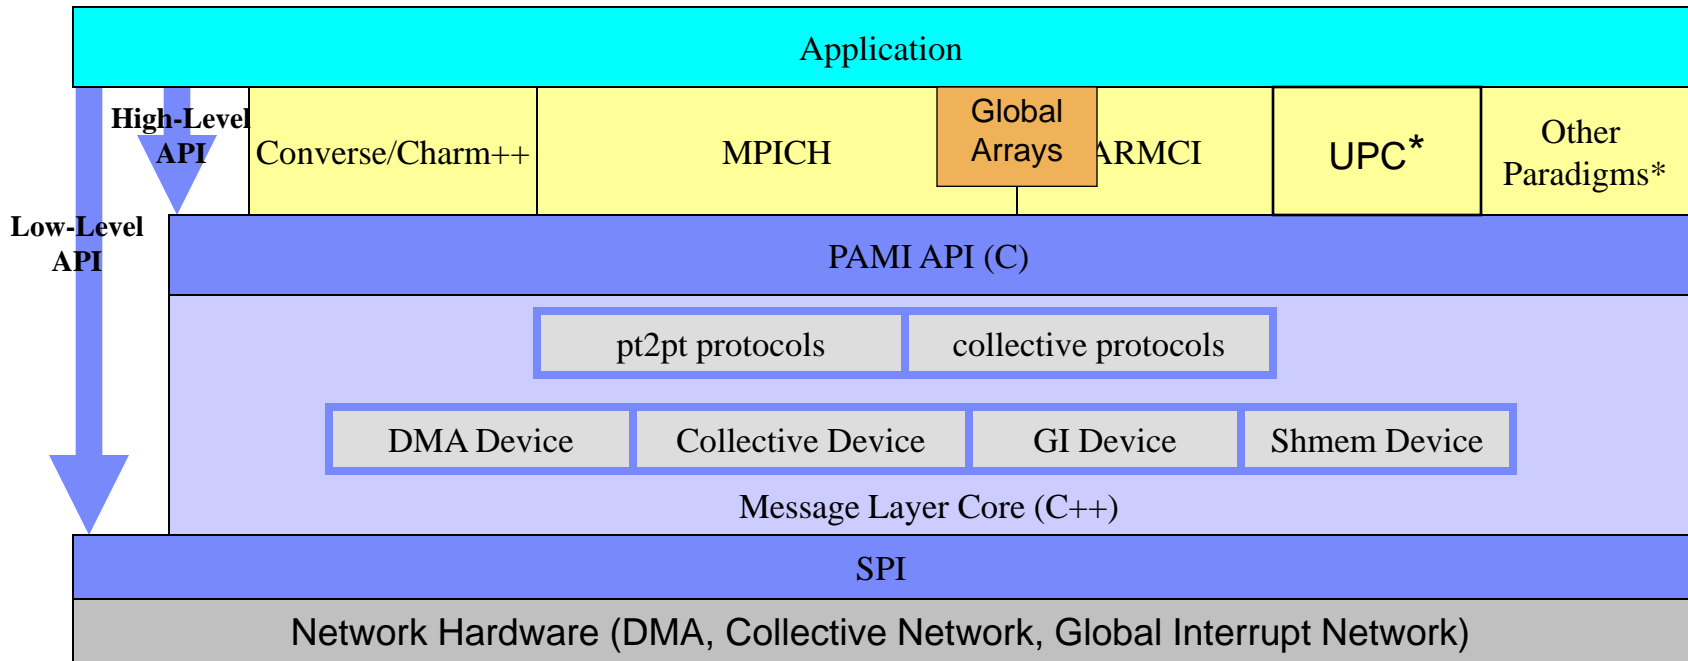 Application
High-Level
API
Converse/Charm++
MPICH
Global
Arrays
ARMCI
UPC*
Other
Paradigms*
Low-Level
API
PAMI API (C)
pt2pt protocols
collective protocols
DMA Device
Collective Device
GI Device
Shmem Device
Message Layer Core (C++)
SPI
Network Hardware (DMA, Collective Network, Global Interrupt Network)